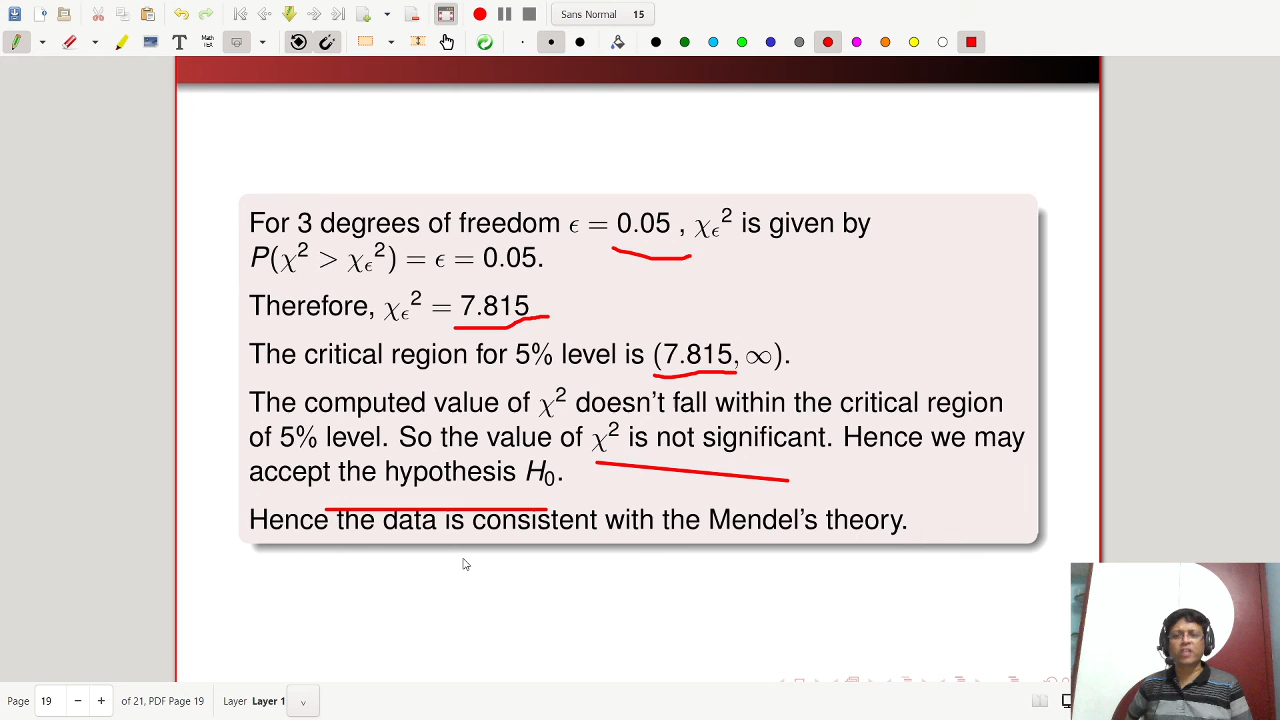 Sans Normal 15
For 3 degrees of freedom ϵ = 0.05 , χϵ² is given by
P(χ² > χϵ²) = ϵ = 0.05.
Therefore, χϵ² = 7.815
The critical region for 5% level is (7.815, ∞).
The computed value of χ² doesn't fall within the critical region
of 5% level. So the value of χ² is not significant. Hence we may
accept the hypothesis H₀.
Hence the data is consistent with the Mendel's theory.
Page 19 − + of 21, PDF Page 19 Layer Layer 1